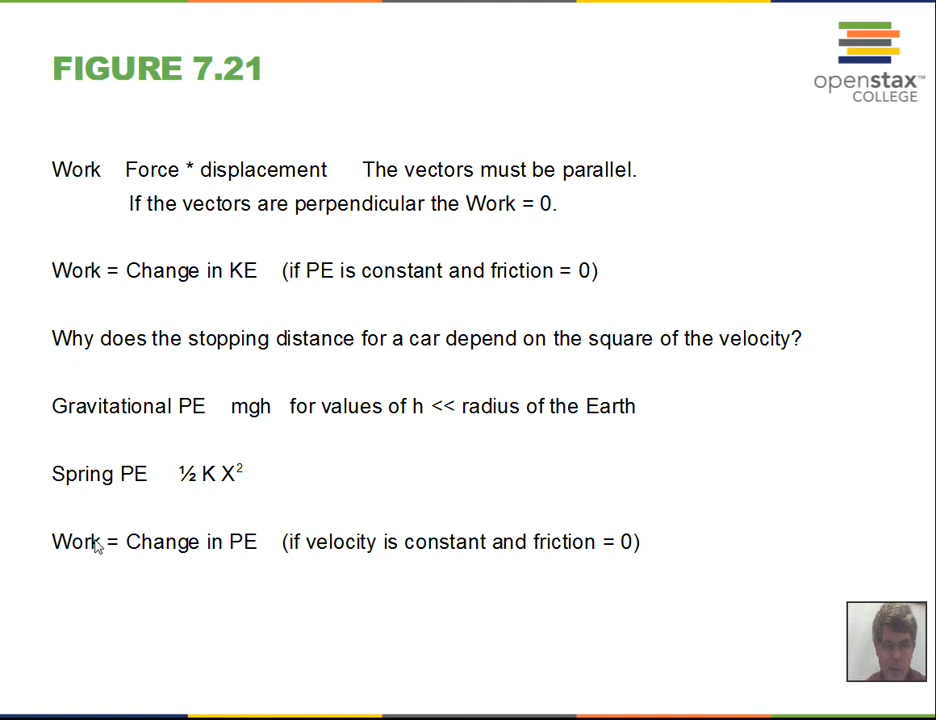 FIGURE 7.21
openstax™
COLLEGE
Work Force * displacement The vectors must be parallel.
If the vectors are perpendicular the Work = 0.
Work = Change in KE (if PE is constant and friction = 0)
Why does the stopping distance for a car depend on the square of the velocity?
Gravitational PE mgh for values of h << radius of the Earth
Spring PE ½ K X²
Work = Change in PE (if velocity is constant and friction = 0)